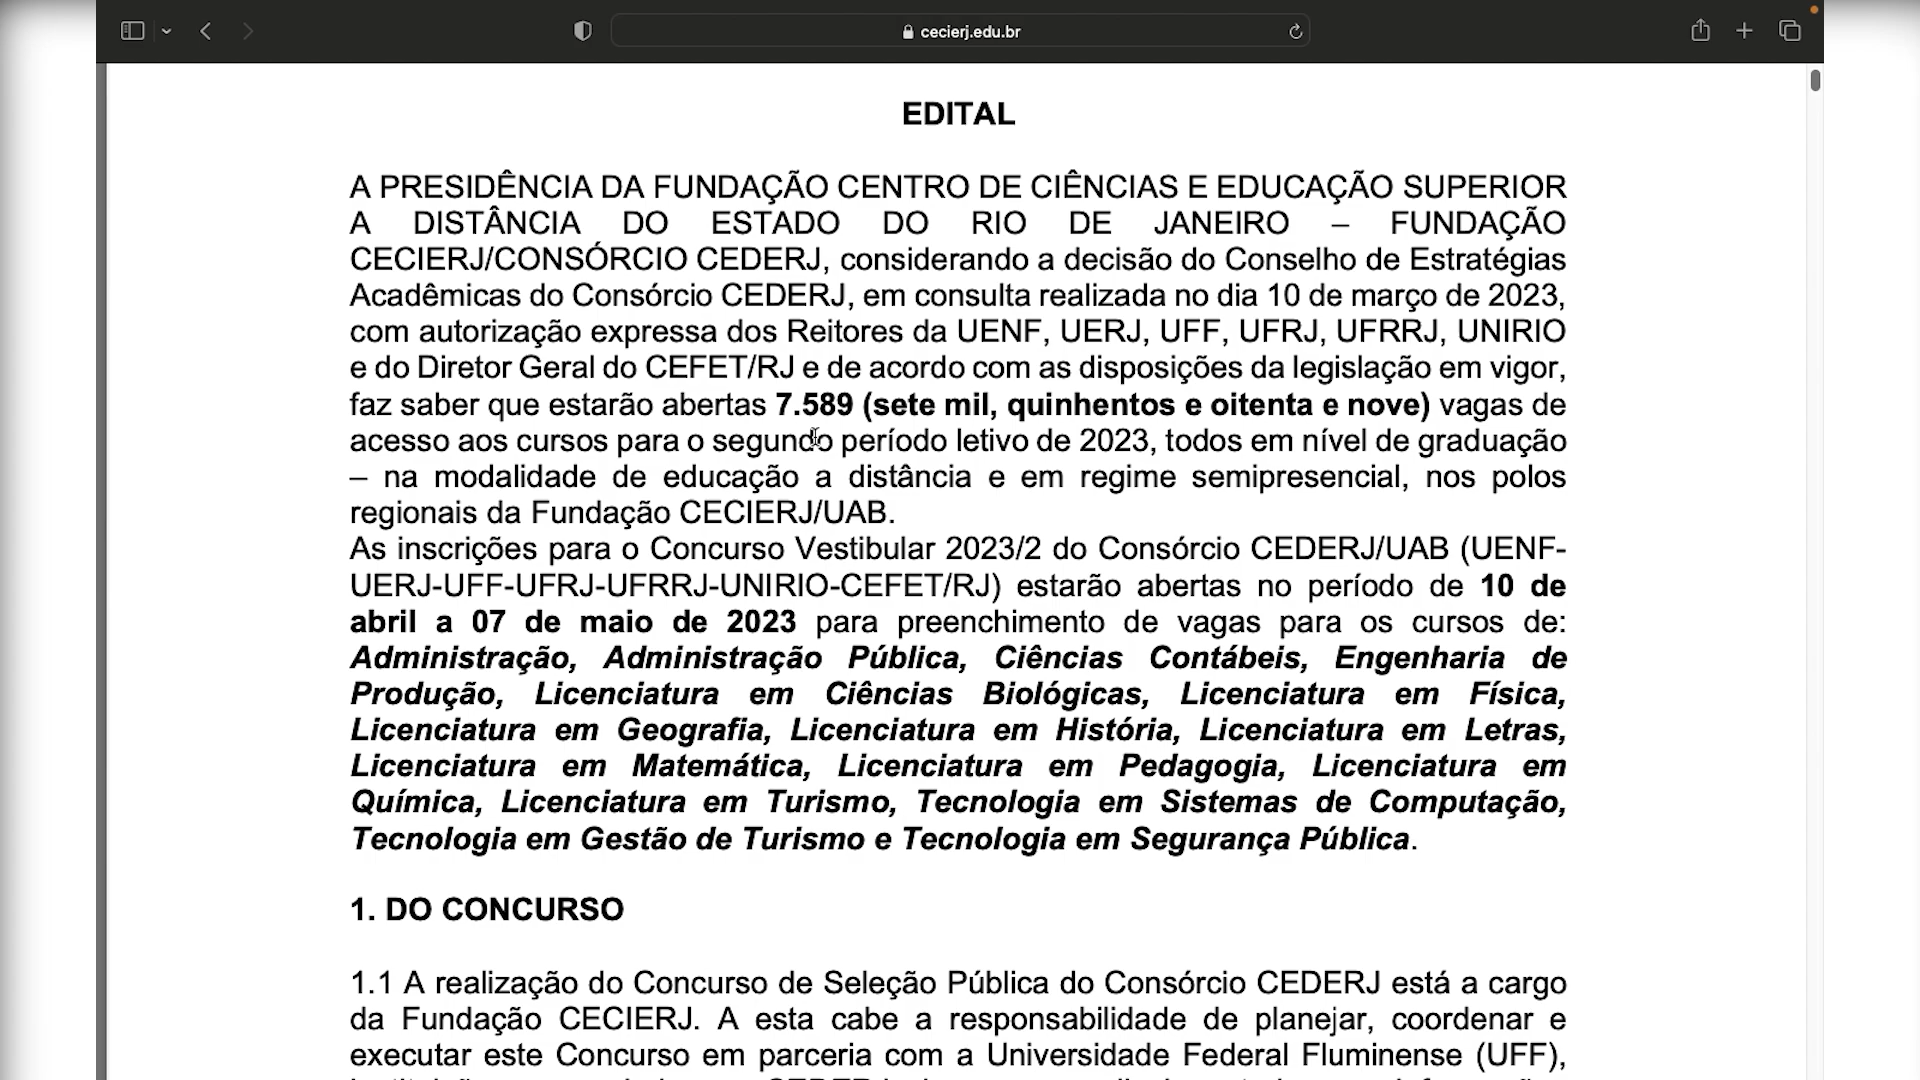 cecierj.edu.br
EDITAL
A PRESIDÊNCIA DA FUNDAÇÃO CENTRO DE CIÊNCIAS E EDUCAÇÃO SUPERIOR
A DISTÂNCIA DO ESTADO DO RIO DE JANEIRO – FUNDAÇÃO
CECIERJ/CONSÓRCIO CEDERJ, considerando a decisão do Conselho de Estratégias
Acadêmicas do Consórcio CEDERJ, em consulta realizada no dia 10 de março de 2023,
com autorização expressa dos Reitores da UENF, UERJ, UFF, UFRJ, UFRRJ, UNIRIO
e do Diretor Geral do CEFET/RJ e de acordo com as disposições da legislação em vigor,
faz saber que estarão abertas 7.589 (sete mil, quinhentos e oitenta e nove) vagas de
acesso aos cursos para o segundo período letivo de 2023, todos em nível de graduação
– na modalidade de educação a distância e em regime semipresencial, nos polos
regionais da Fundação CECIERJ/UAB.
As inscrições para o Concurso Vestibular 2023/2 do Consórcio CEDERJ/UAB (UENF-
UERJ-UFF-UFRJ-UFRRJ-UNIRIO-CEFET/RJ) estarão abertas no período de 10 de
abril a 07 de maio de 2023 para preenchimento de vagas para os cursos de:
Administração, Administração Pública, Ciências Contábeis, Engenharia de
Produção, Licenciatura em Ciências Biológicas, Licenciatura em Física,
Licenciatura em Geografia, Licenciatura em História, Licenciatura em Letras,
Licenciatura em Matemática, Licenciatura em Pedagogia, Licenciatura em
Química, Licenciatura em Turismo, Tecnologia em Sistemas de Computação,
Tecnologia em Gestão de Turismo e Tecnologia em Segurança Pública.
1. DO CONCURSO
1.1 A realização do Concurso de Seleção Pública do Consórcio CEDERJ está a cargo
da Fundação CECIERJ. A esta cabe a responsabilidade de planejar, coordenar e
executar este Concurso em parceria com a Universidade Federal Fluminense (UFF),